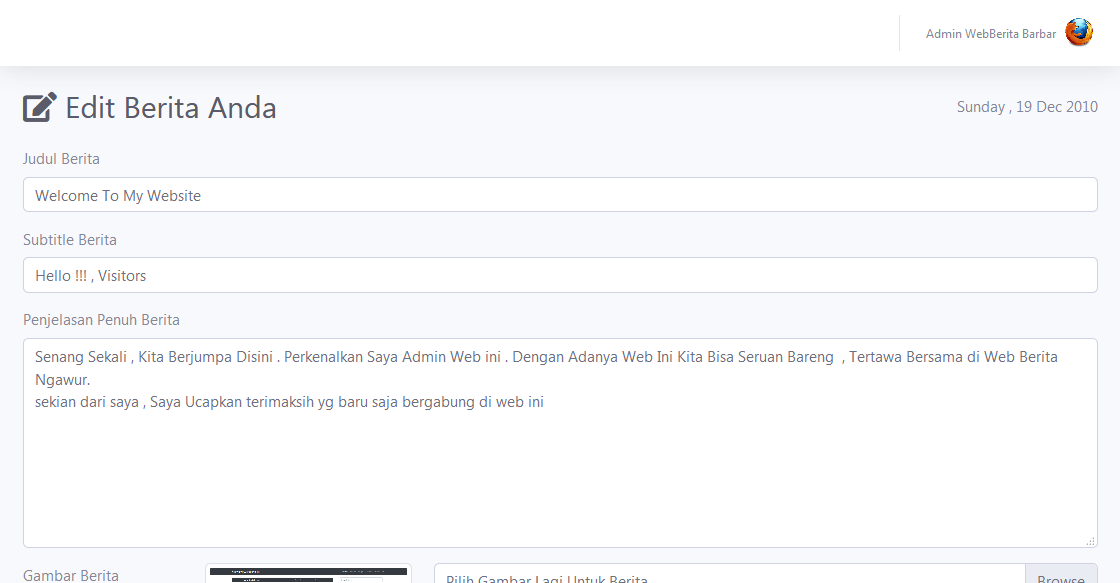 Admin WebBerita Barbar
Edit Berita Anda
Sunday , 19 Dec 2010
Judul Berita
Welcome To My Website
Subtitle Berita
Hello !!! , Visitors
Penjelasan Penuh Berita
Senang Sekali , Kita Berjumpa Disini . Perkenalkan Saya Admin Web ini . Dengan Adanya Web Ini Kita Bisa Seruan Bareng  , Tertawa Bersama di Web Berita
Ngawur.
sekian dari saya , Saya Ucapkan terimaksih yg baru saja bergabung di web ini
Gambar Berita
Pilih Gambar Lagi Untuk Berita
Browse